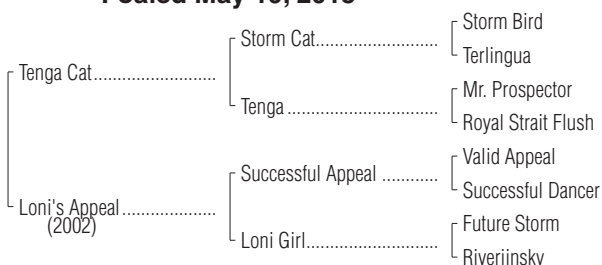 Storm Bird
Storm Cat........................
Terlingua
Tenga Cat........................
Mr. Prospector
Tenga ..............................
Royal Strait Flush
Valid Appeal
Successful Appeal ...........
Successful Dancer
Loni's Appeal..................
(2002)
Future Storm
Loni Girl..........................
Riverjinsky